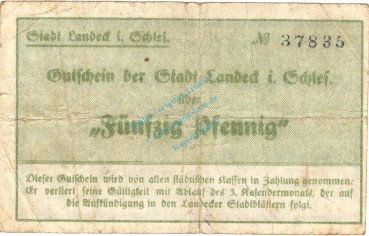 Stadt Landeck i. Schles.
№ 37835
Gutschein der Stadt Landeck i. Schles.
über
„Fünfzig Pfennig"
Dieser Gutschein wird von allen städtischen Kassen in Zahlung genommen:
Er verliert seine Gültigkeit mit Ablauf des 3. Kalendermonats, der auf
die Aufkündigung in den Landecker Stadtblättern folgt.